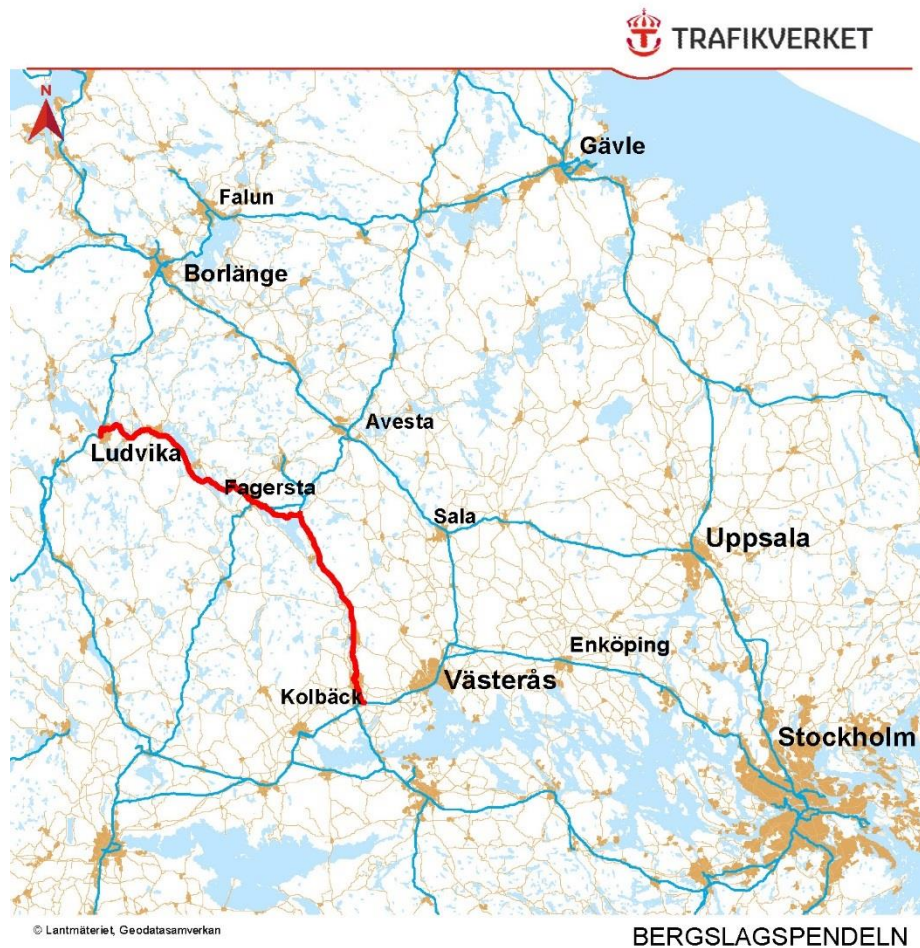 TRAFIKVERKET
N
Gävle
Falun
Borlänge
Avesta
Ludvika
Fagersta
Sala
Uppsala
Enköping
Västerås
Kolbäck
Stockholm
© Lantmäteriet, Geodatasamverkan
BERGSLAGSPENDELN